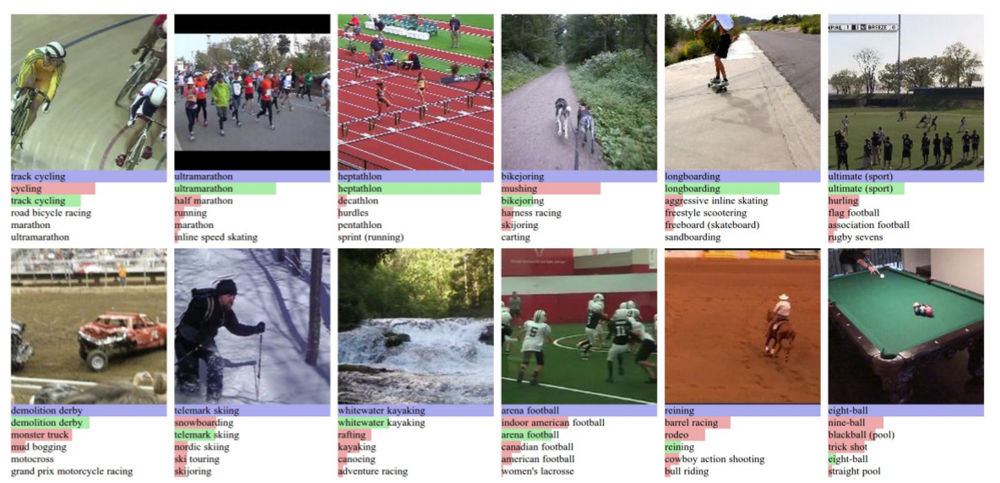 MPIRE 1 BREEZE 0
track cycling
cycling
track cycling
road bicycle racing
marathon
ultramarathon
ultramarathon
ultramarathon
half marathon
running
marathon
inline speed skating
heptathlon
heptathlon
decathlon
hurdles
pentathlon
sprint (running)
bikejoring
mushing
bikejoring
harness racing
skijoring
carting
longboarding
longboarding
aggressive inline skating
freestyle scootering
freeboard (skateboard)
sandboarding
ultimate (sport)
ultimate (sport)
hurling
flag football
association football
rugby sevens
demolition derby
demolition derby
monster truck
mud bogging
motocross
grand prix motorcycle racing
telemark skiing
snowboarding
telemark skiing
nordic skiing
ski touring
skijoring
whitewater kayaking
whitewater kayaking
rafting
kayaking
canoeing
adventure racing
arena football
indoor american football
arena football
canadian football
american football
women's lacrosse
reining
barrel racing
rodeo
reining
cowboy action shooting
bull riding
eight-ball
nine-ball
blackball (pool)
trick shot
eight-ball
straight pool